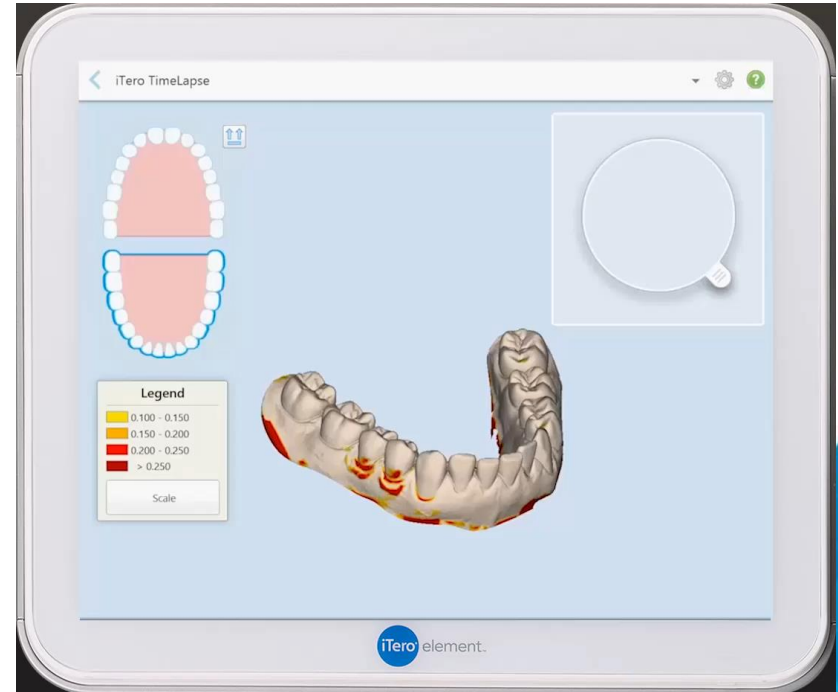 iTero TimeLapse
?
Legend
0.100 - 0.150
0.150 - 0.200
0.200 - 0.250
> 0.250
Scale
iTero element.